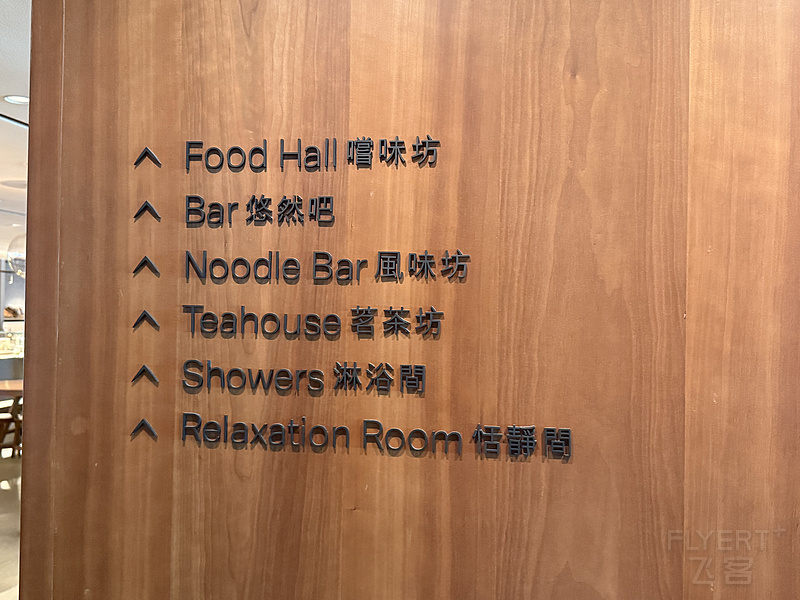 Food Hall 嚐味坊
Bar 悠然吧
Noodle Bar 風味坊
Teahouse 茗茶坊
Showers 淋浴間
Relaxation Room 恬靜間
FLYERT+
飞客